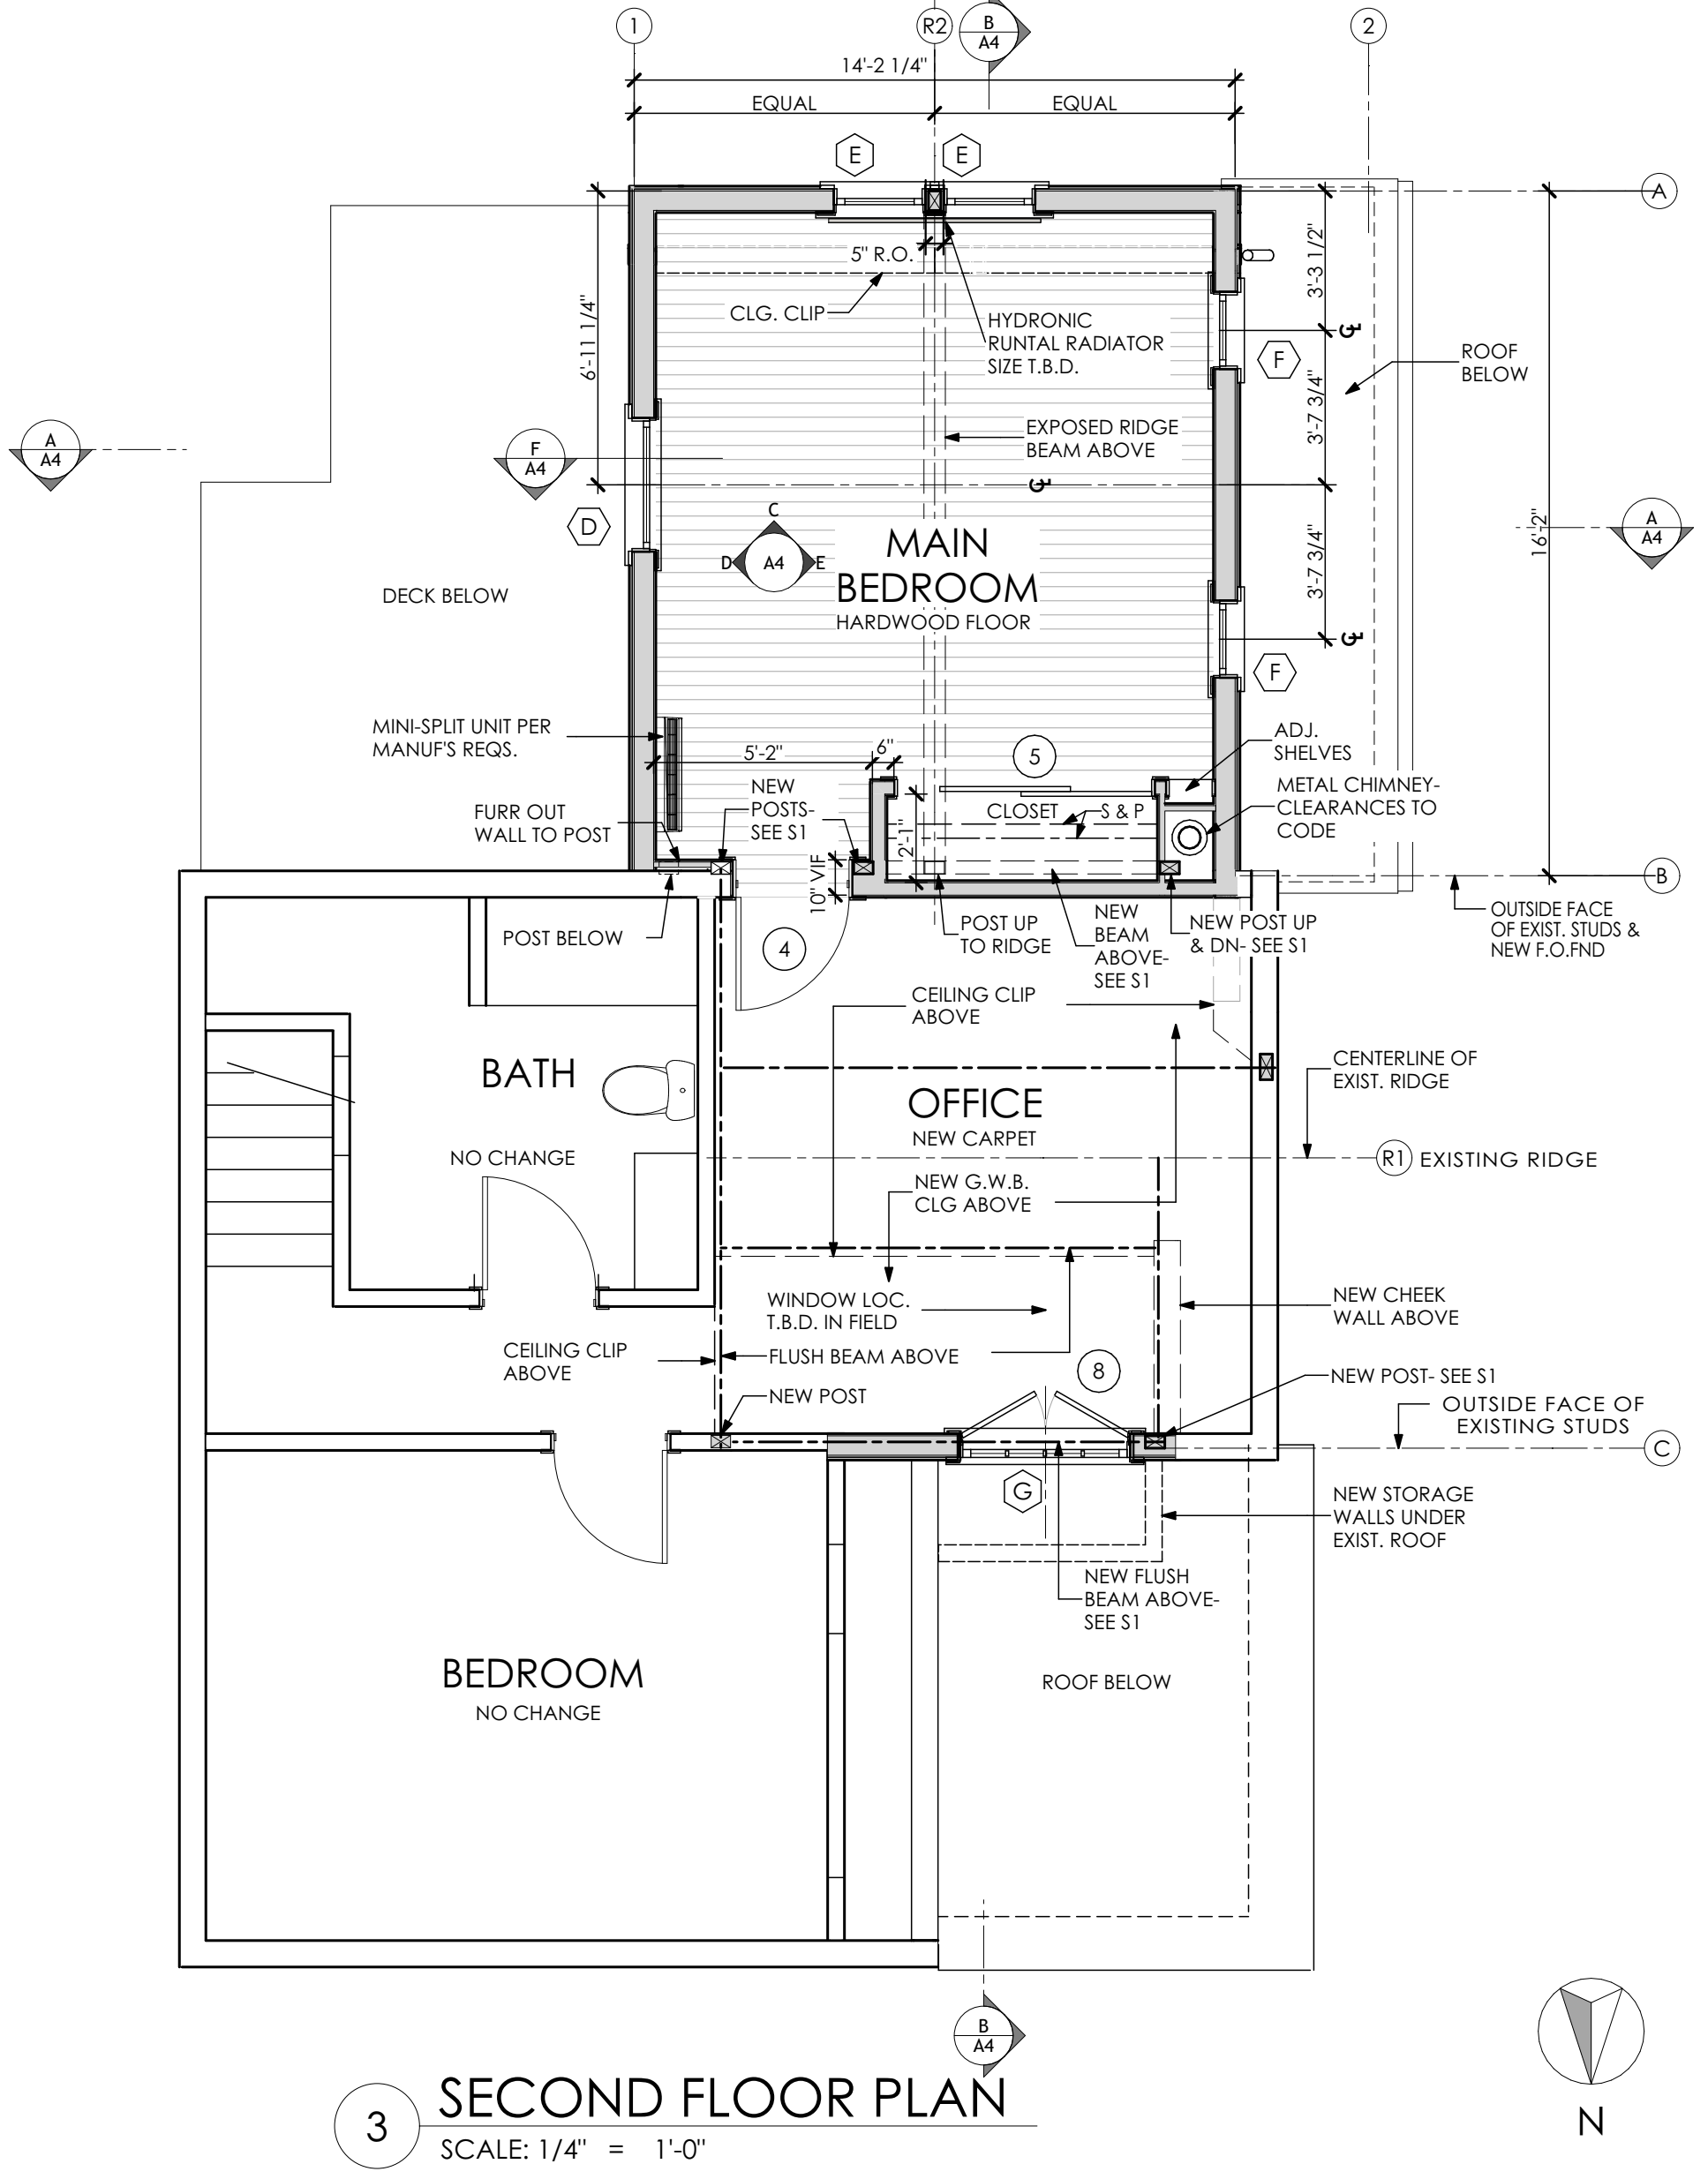 1
R2
B
A4
2
14'-2 1/4"
EQUAL
EQUAL
E
E
A
5" R.O.
3'-3 1/2"
6'-11 1/4"
CLG. CLIP
HYDRONIC
RUNTAL RADIATOR
SIZE T.B.D.
F
ROOF
BELOW
3'-7 3/4"
A
A4
F
A4
EXPOSED RIDGE
BEAM ABOVE
D
C
D
A4
E
MAIN
BEDROOM
HARDWOOD FLOOR
16'-2"
A
A4
3'-7 3/4"
DECK BELOW
F
MINI-SPLIT UNIT PER
MANUF'S REQS.
5'-2"
6"
5
ADJ.
SHELVES
NEW
POSTS-
SEE S1
FURR OUT
WALL TO POST
CLOSET
S & P
2'-1"
METAL CHIMNEY-
CLEARANCES TO
CODE
10" VIF
B
POST BELOW
4
POST UP
TO RIDGE
NEW
BEAM
ABOVE-
SEE S1
NEW POST UP
& DN- SEE S1
OUTSIDE FACE
OF EXIST. STUDS &
NEW F.O.FND
CEILING CLIP
ABOVE
BATH
NO CHANGE
OFFICE
NEW CARPET
CENTERLINE OF
EXIST. RIDGE
R1
EXISTING RIDGE
NEW G.W.B.
CLG ABOVE
WINDOW LOC.
T.B.D. IN FIELD
NEW CHEEK
WALL ABOVE
CEILING CLIP
ABOVE
FLUSH BEAM ABOVE
8
NEW POST
NEW POST- SEE S1
OUTSIDE FACE OF
EXISTING STUDS
C
G
NEW STORAGE
WALLS UNDER
EXIST. ROOF
NEW FLUSH
BEAM ABOVE-
SEE S1
BEDROOM
NO CHANGE
ROOF BELOW
B
A4
3
SECOND FLOOR PLAN
SCALE: 1/4" = 1'-0"
N